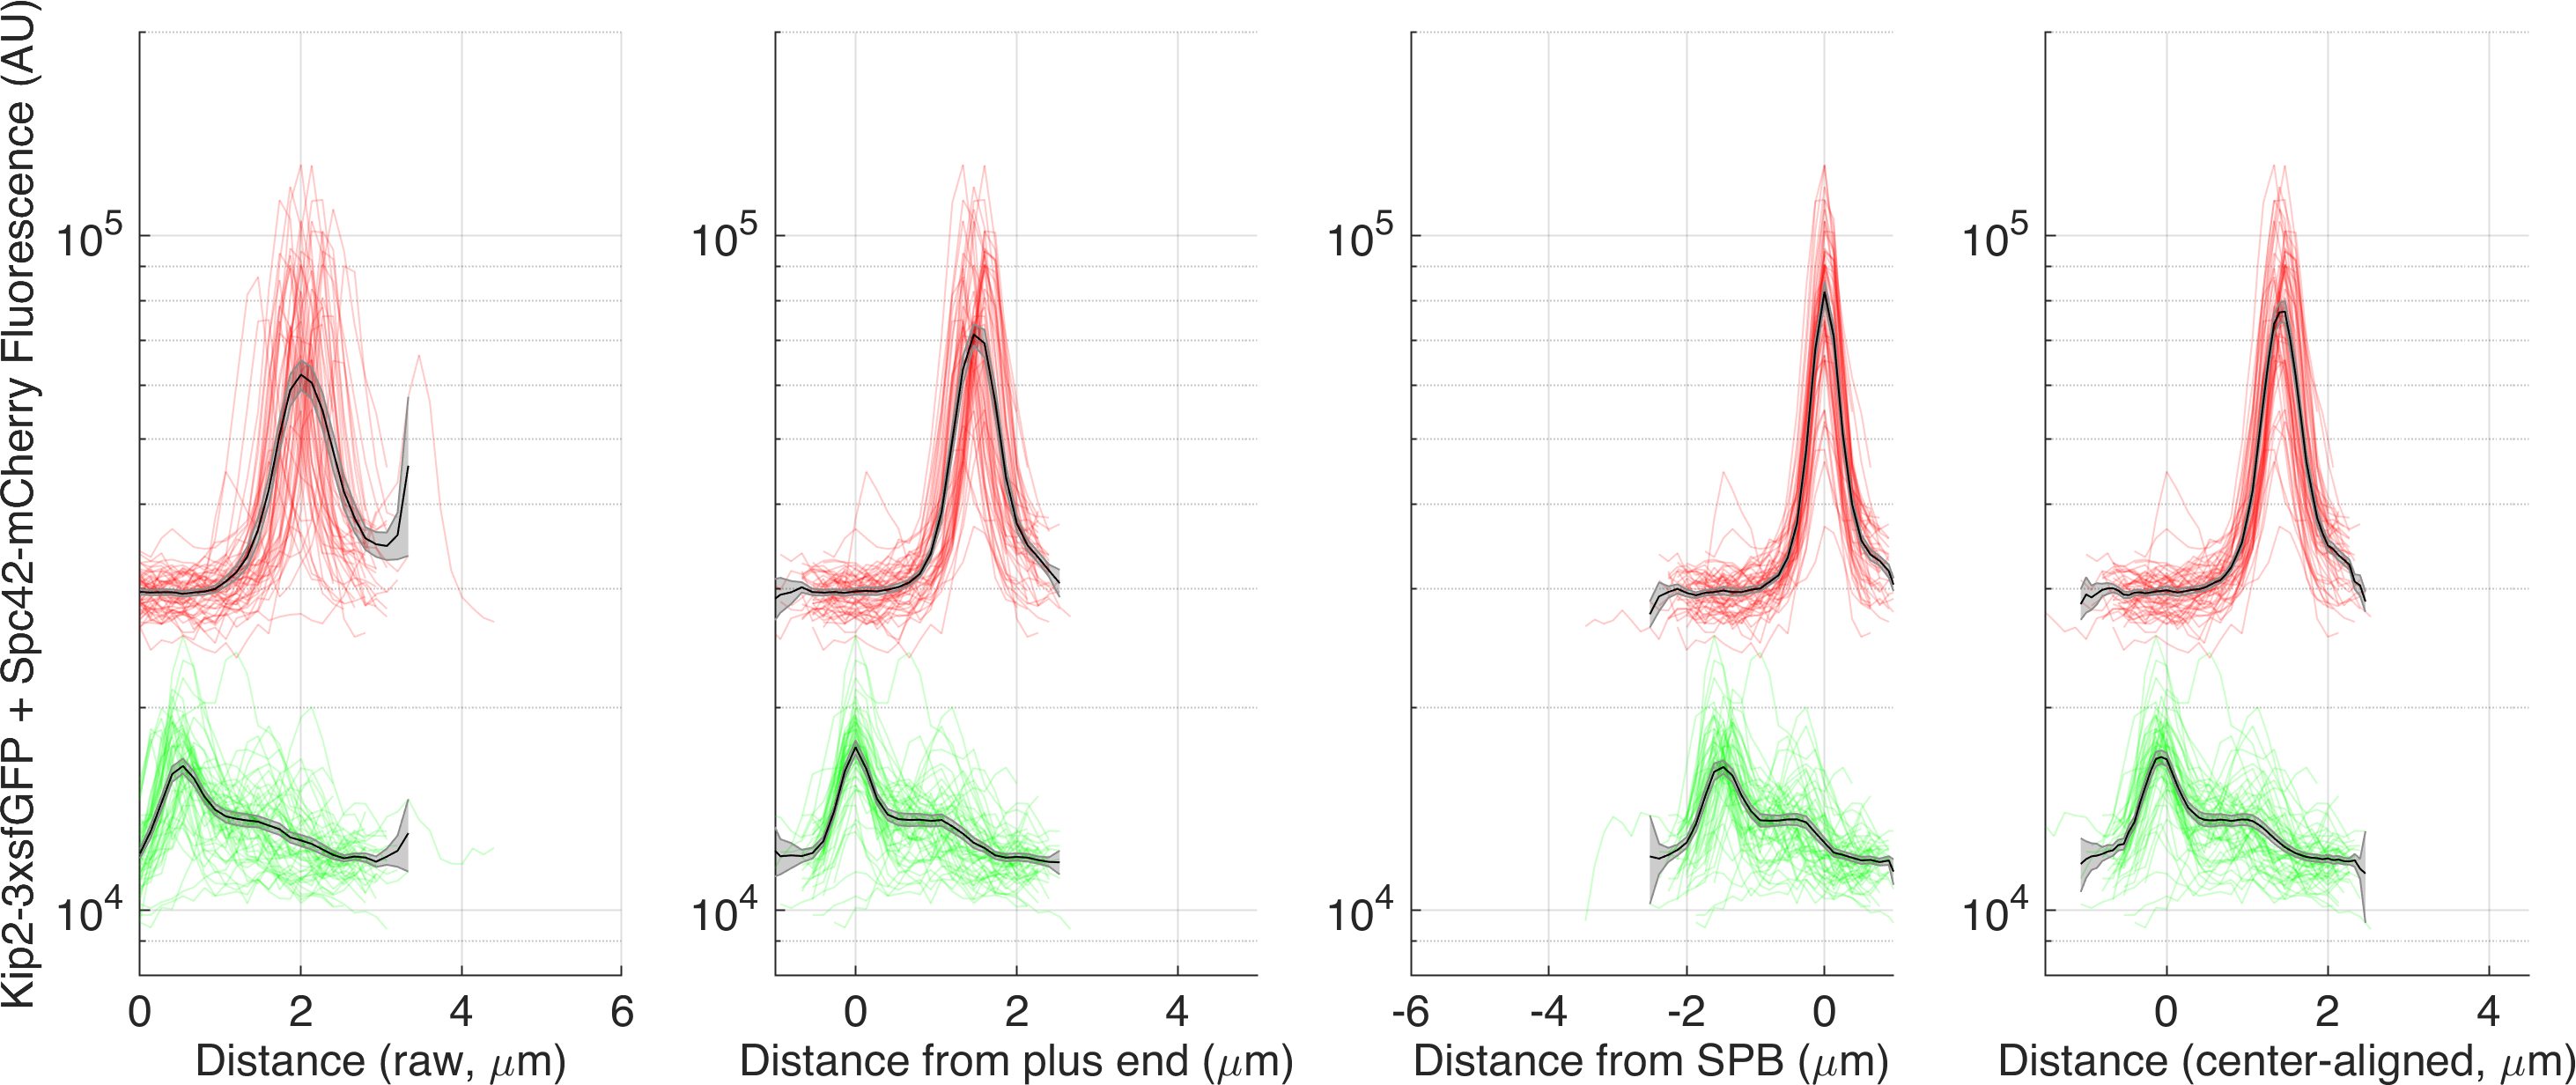 Kip2-3xsfGFP + Spc42-mCherry Fluorescence (AU)
10^5
10^4
0 2 4 6
Distance (raw, μm)
10^5
10^4
0 2 4
Distance from plus end (μm)
10^5
10^4
-6 -4 -2 0
Distance from SPB (μm)
10^5
10^4
0 2 4
Distance (center-aligned, μm)